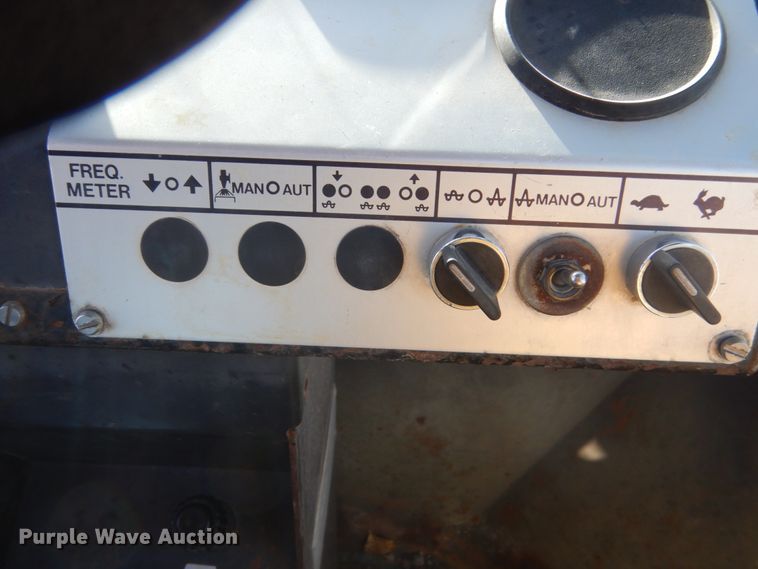 FREQ.
METER
MAN O AUT
MAN O AUT
Purple Wave Auction